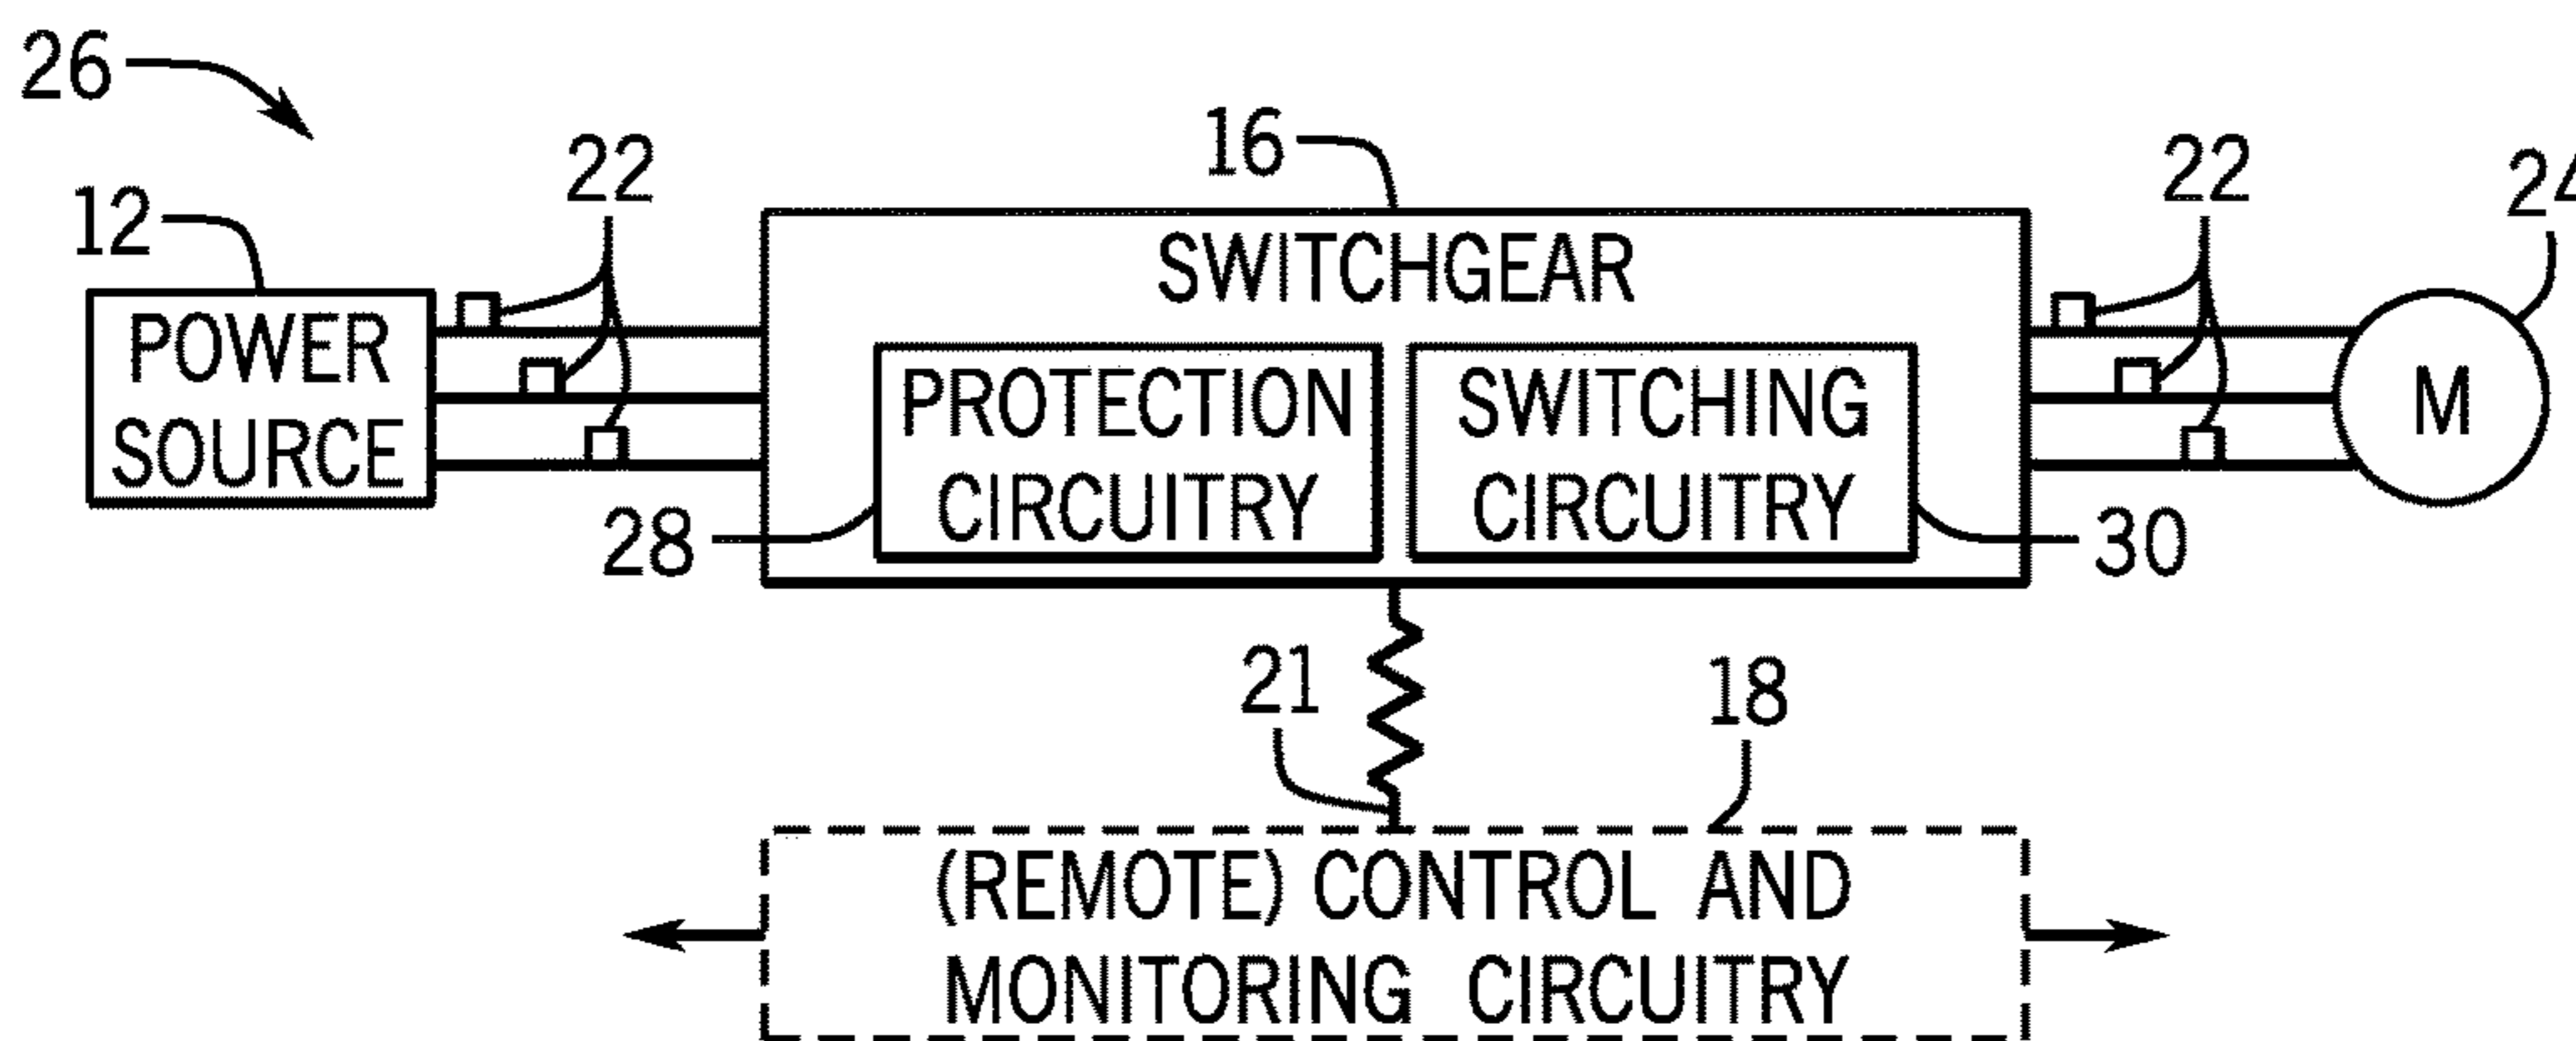 26
12
22
16
22
24
SWITCHGEAR
POWER
SOURCE
PROTECTION
CIRCUITRY
SWITCHING
CIRCUITRY
M
28
30
21
18
(REMOTE) CONTROL AND
MONITORING CIRCUITRY